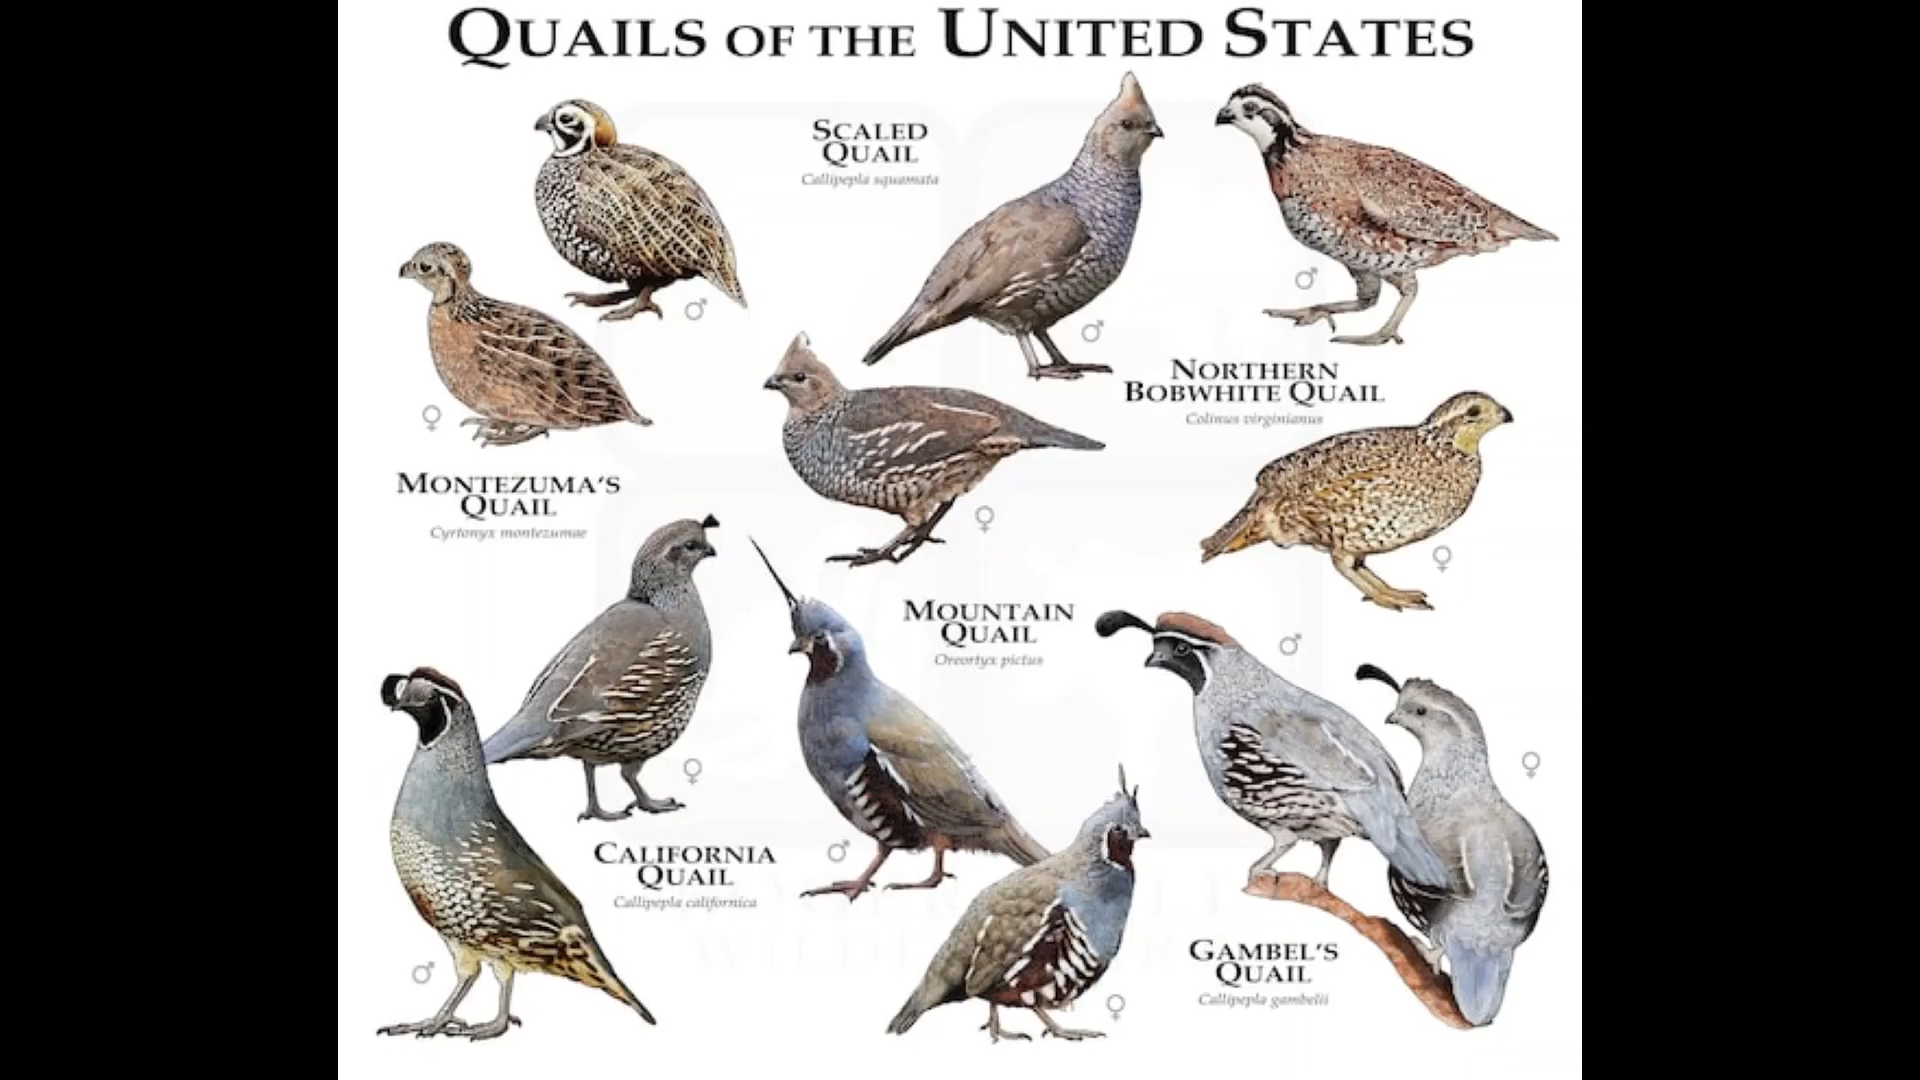 QUAILS OF THE UNITED STATES
SCALED
QUAIL
Callipepla squamata
NORTHERN
BOBWHITE QUAIL
Colinus virginianus
MONTEZUMA'S
QUAIL
Cyrtonyx montezumae
MOUNTAIN
QUAIL
Oreortyx pictus
CALIFORNIA
QUAIL
Callipepla californica
GAMBEL'S
QUAIL
Callipepla gambelii